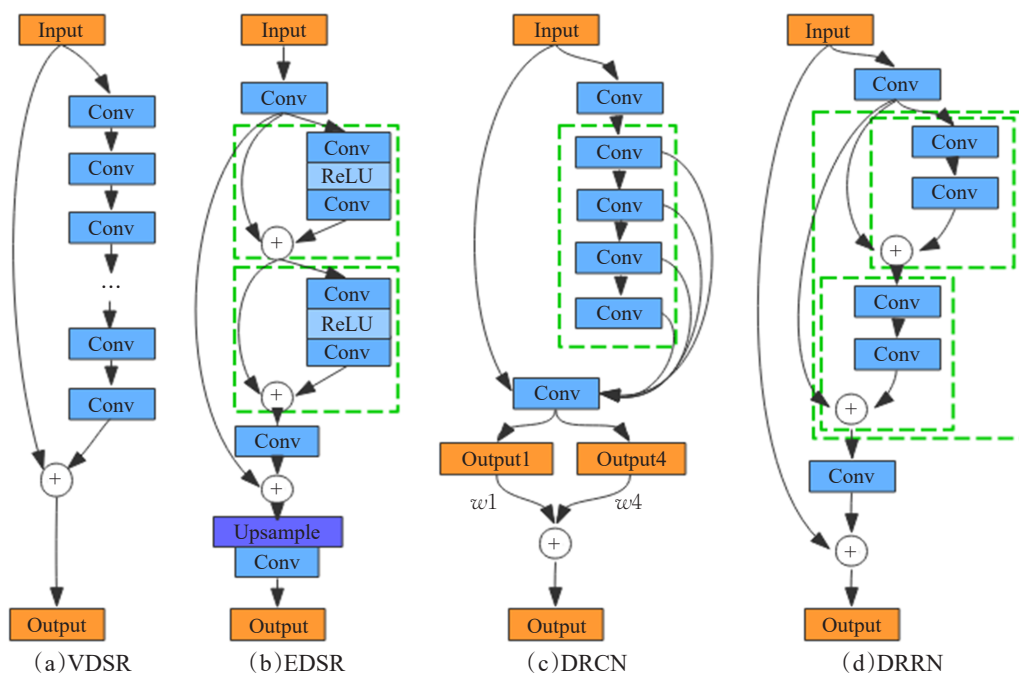 Input
Conv
Conv
Conv
...
Conv
Conv
+
Output
(a)VDSR
Input
Conv
Conv
ReLU
Conv
+
Conv
ReLU
Conv
+
Conv
+
Upsample
Conv
Output
(b)EDSR
Input
Conv
Conv
Conv
Conv
Conv
Conv
Output1
Output4
w1
w4
+
Output
(c)DRCN
Input
Conv
Conv
Conv
+
Conv
Conv
+
Conv
+
Output
(d)DRRN